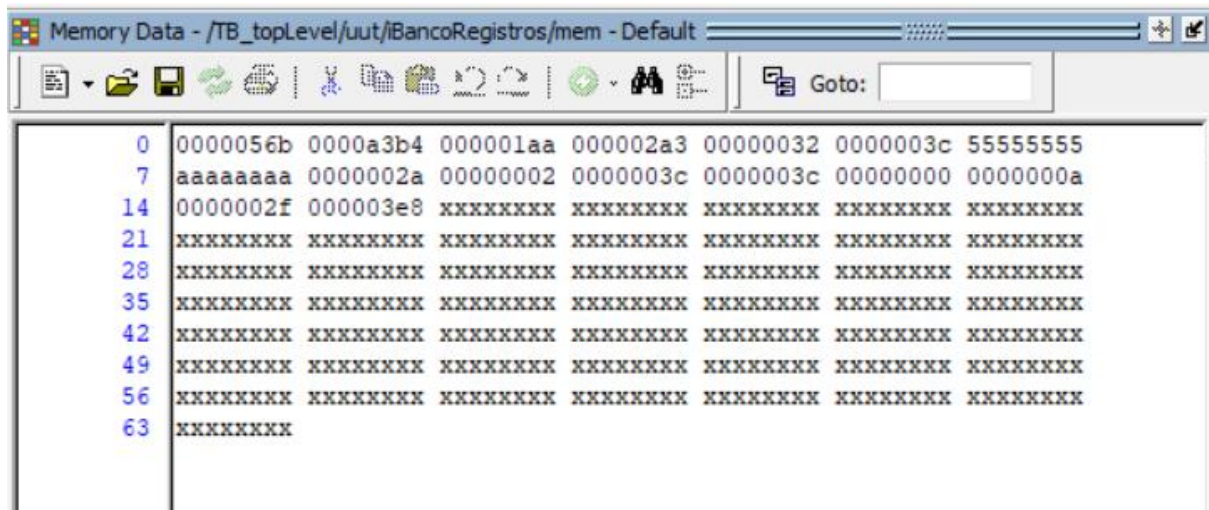 Memory Data - /TB_topLevel/uut/iBancoRegistros/mem - Default
Goto:
0 0000056b 0000a3b4 000001aa 000002a3 00000032 0000003c 55555555
7 aaaaaaaa 0000002a 00000002 0000003c 0000003c 00000000 0000000a
14 0000002f 000003e8 xxxxxxxx xxxxxxxx xxxxxxxx xxxxxxxx xxxxxxxx
21 xxxxxxxx xxxxxxxx xxxxxxxx xxxxxxxx xxxxxxxx xxxxxxxx xxxxxxxx
28 xxxxxxxx xxxxxxxx xxxxxxxx xxxxxxxx xxxxxxxx xxxxxxxx xxxxxxxx
35 xxxxxxxx xxxxxxxx xxxxxxxx xxxxxxxx xxxxxxxx xxxxxxxx xxxxxxxx
42 xxxxxxxx xxxxxxxx xxxxxxxx xxxxxxxx xxxxxxxx xxxxxxxx xxxxxxxx
49 xxxxxxxx xxxxxxxx xxxxxxxx xxxxxxxx xxxxxxxx xxxxxxxx xxxxxxxx
56 xxxxxxxx xxxxxxxx xxxxxxxx xxxxxxxx xxxxxxxx xxxxxxxx xxxxxxxx
63 xxxxxxxx